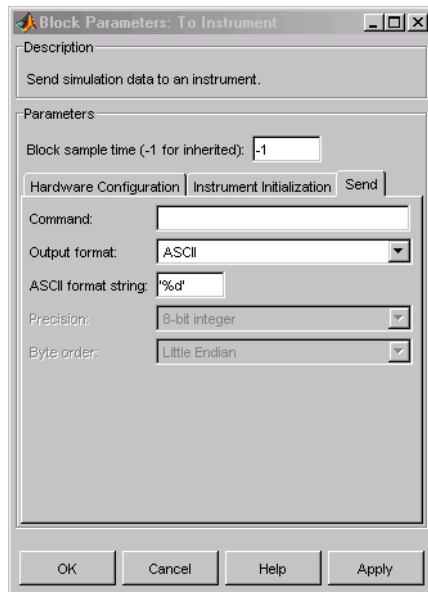 Block Parameters: To Instrument
Description
Send simulation data to an instrument.
Parameters
Block sample time (-1 for inherited): -1
Hardware Configuration Instrument Initialization Send
Command:
Output format: ASCII
ASCII format string: '%d'
Precision: 8-bit integer
Byte order: Little Endian
OK Cancel Help Apply